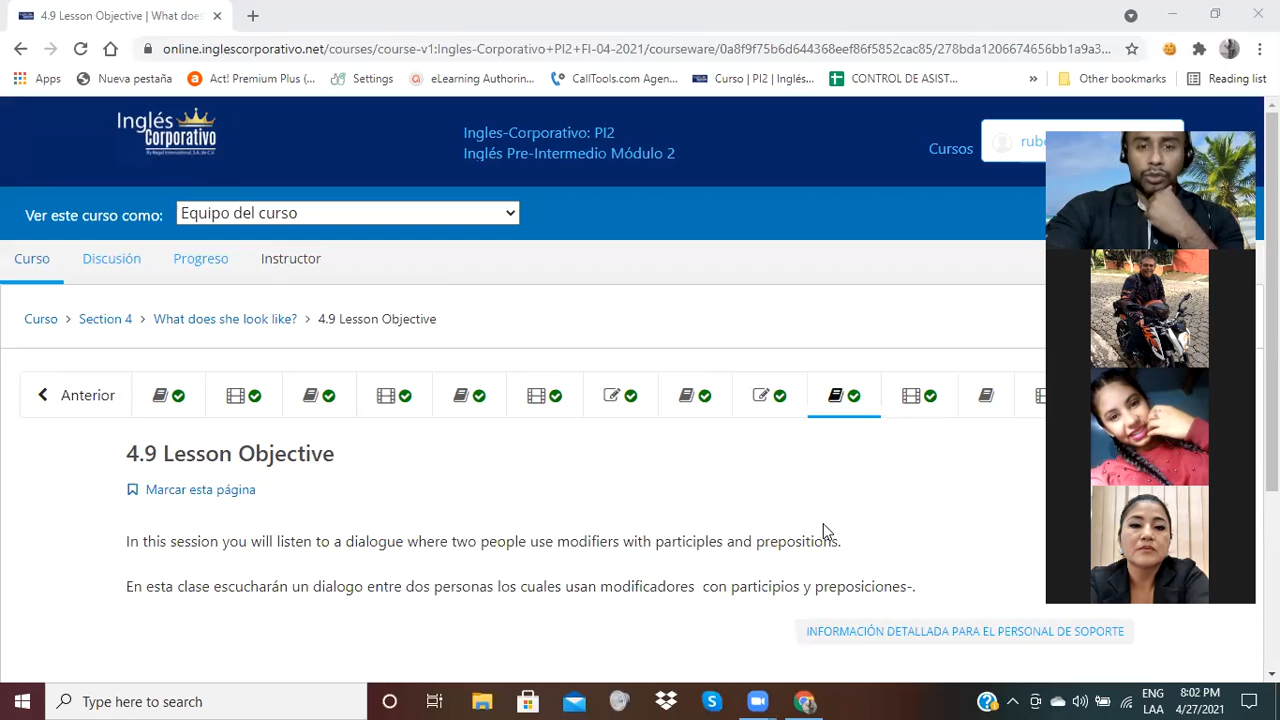 4.9 Lesson Objective | What does
online.inglescorporativo.net/courses/course-v1:Ingles-Corporativo+PI2+FI-04-2021/courseware/0a8f9f75b6d644368eef86f5852cac85/278bda1206674656bb1a9a3...
Apps Nueva pestaña Act! Premium Plus (... Settings eLearning Authorin... CallTools.com Agen... Curso | PI2 | Inglés... CONTROL DE ASIST... » Other bookmarks Reading list
Inglés
Corporativo
Ingles-Corporativo: PI2
Inglés Pre-Intermedio Módulo 2
Cursos rub
Ver este curso como: Equipo del curso
Curso Discusión Progreso Instructor
Curso > Section 4 > What does she look like? > 4.9 Lesson Objective
Anterior
4.9 Lesson Objective
Marcar esta página
In this session you will listen to a dialogue where two people use modifiers with participles and prepositions.
En esta clase escucharán un dialogo entre dos personas los cuales usan modificadores con participios y preposiciones-.
INFORMACIÓN DETALLADA PARA EL PERSONAL DE SOPORTE
Type here to search
ENG 8:02 PM
LAA 4/27/2021